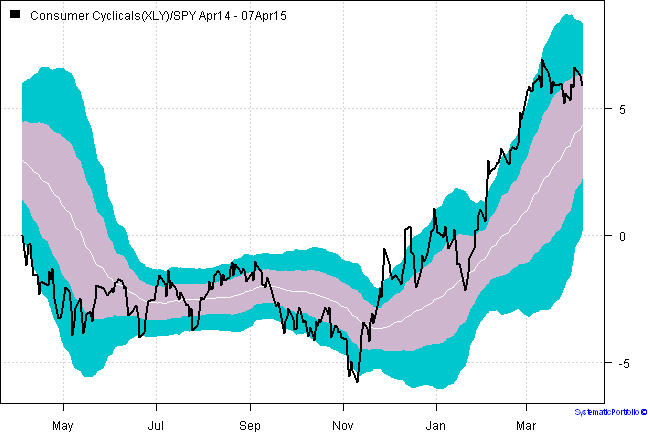 Consumer Cyclicals(XLY)/SPY Apr14 - 07Apr15
5
0
-5
May Jul Sep Nov Jan Mar
SystematicPortfolio ©